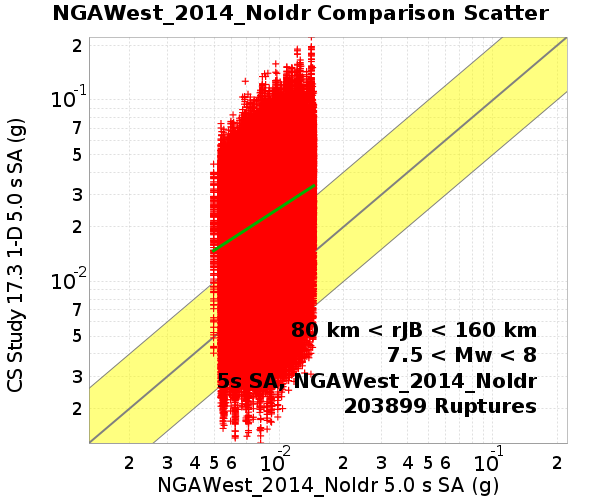 NGAWest_2014_NoIdr Comparison Scatter
CS Study 17.3 1-D 5.0 s SA (g)
2
10-1
7
5
3
2
10-2
7
5
3
2
80 km < rJB < 160 km
7.5 < Mw < 8
5s SA, NGAWest_2014_NoIdr
203899 Ruptures
2 3 4 5 6 10-2 2 3 4 5 6 10-1 2
NGAWest_2014_NoIdr 5.0 s SA (g)